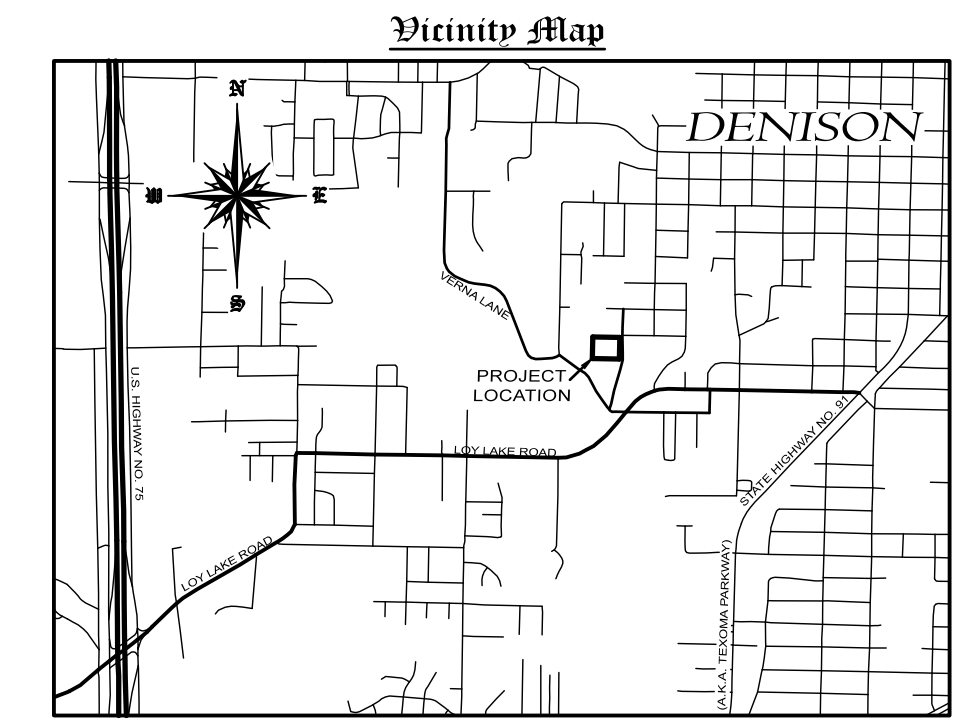 Vicinity Map
N
DENISON
W
E
S
VERNA LANE
PROJECT
LOCATION
U.S. HIGHWAY NO. 75
STATE HIGHWAY NO. 91
LOY LAKE ROAD
LOY LAKE ROAD
(A.K.A. TEXOMA PARKWAY)